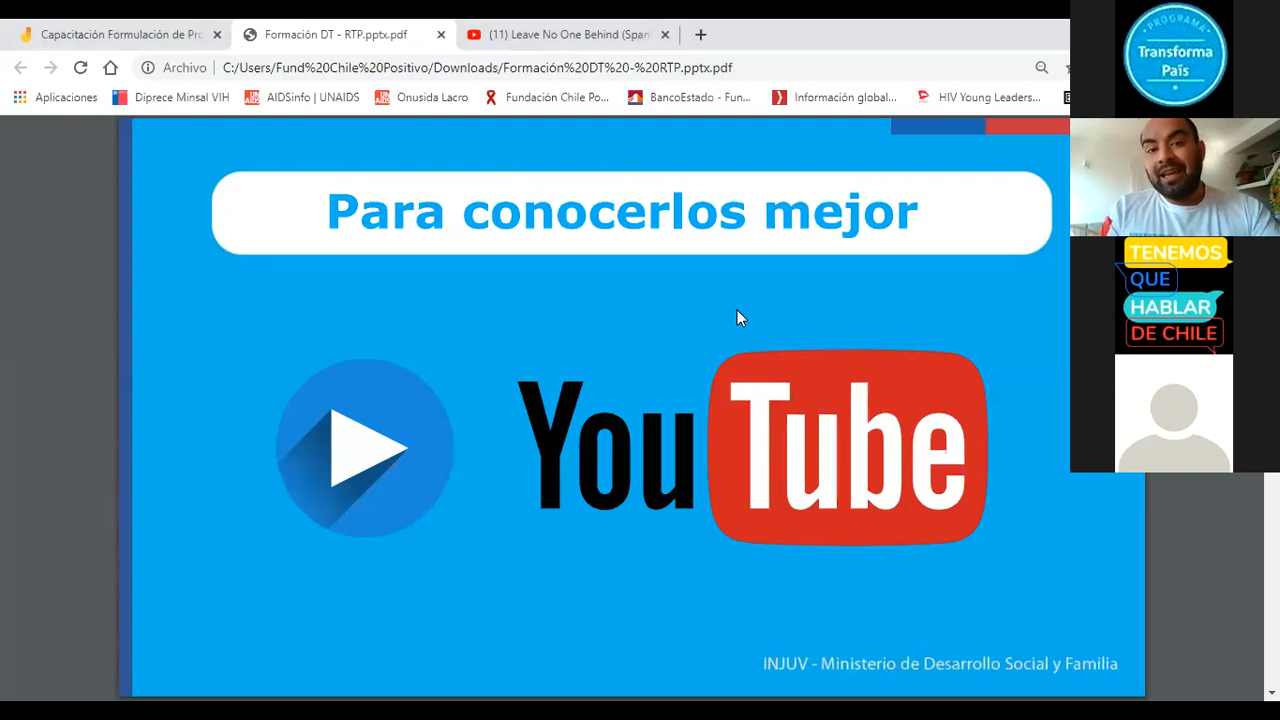 Capacitación Formulación de Pro
Formación DT - RTP.pptx.pdf
(11) Leave No One Behind (Span
Archivo
C:/Users/Fund%20Chile%20Positivo/Downloads/Formación%20DT%20-%20RTP.pptx.pdf
Aplicaciones
Diprece Minsal VIH
AIDSinfo | UNAIDS
Onusida Lacro
Fundación Chile Po...
BancoEstado - Fun...
Información global...
HIV Young Leaders...
PROGRAMA
Transforma
País
Para conocerlos mejor
TENEMOS
QUE
HABLAR
DE CHILE
YouTube
INJUV - Ministerio de Desarrollo Social y Familia